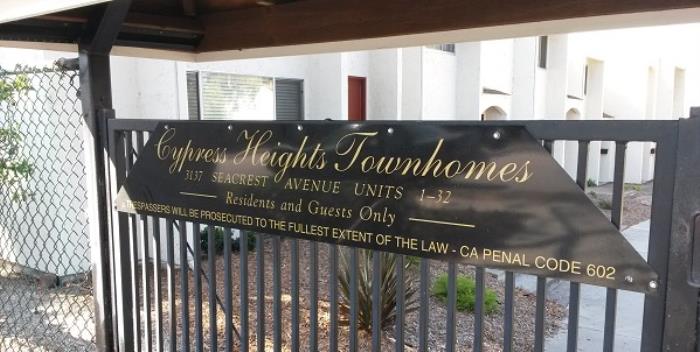 Cypress Heights Townhomes
3137 SEACREST AVENUE UNITS 1-32
Residents and Guests Only
TRESPASSERS WILL BE PROSECUTED TO THE FULLEST EXTENT OF THE LAW - CA PENAL CODE 602